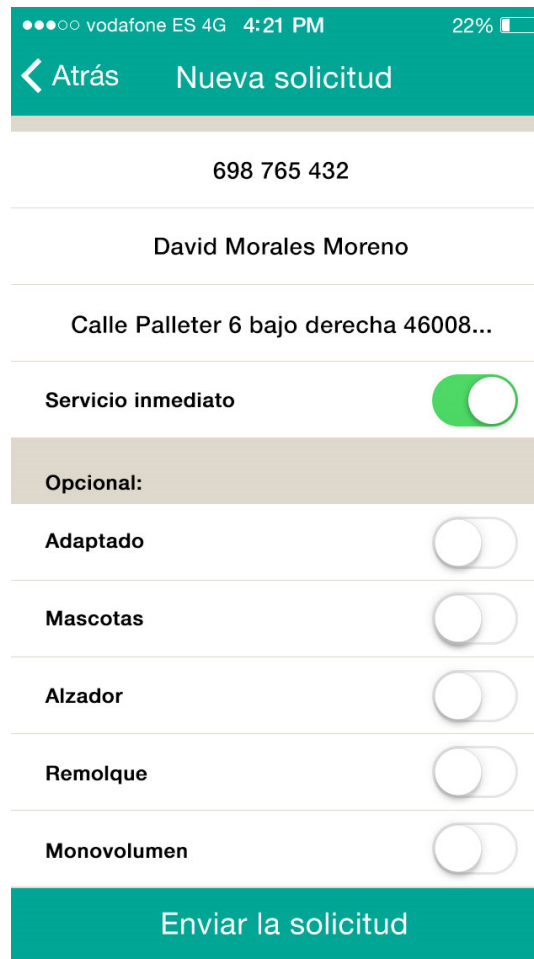 vodafone ES 4G 4:21 PM 22%
Atrás Nueva solicitud
698 765 432
David Morales Moreno
Calle Palleter 6 bajo derecha 46008...
Servicio inmediato
Opcional:
Adaptado
Mascotas
Alzador
Remolque
Monovolumen
Enviar la solicitud